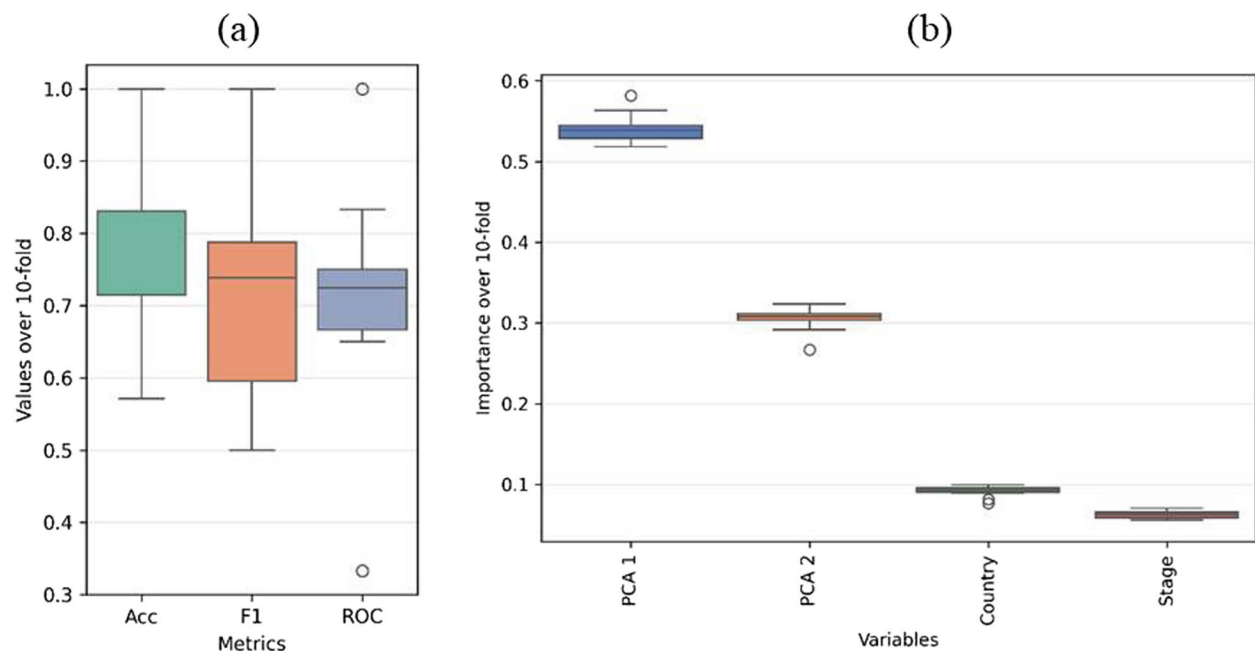 (a)
1.0
0.9
0.8
0.7
0.6
0.5
0.4
0.3
Values over 10-fold
Acc F1 ROC
Metrics
(b)
0.6
0.5
0.4
0.3
0.2
0.1
Importance over 10-fold
PCA 1
PCA 2
Country
Stage
Variables